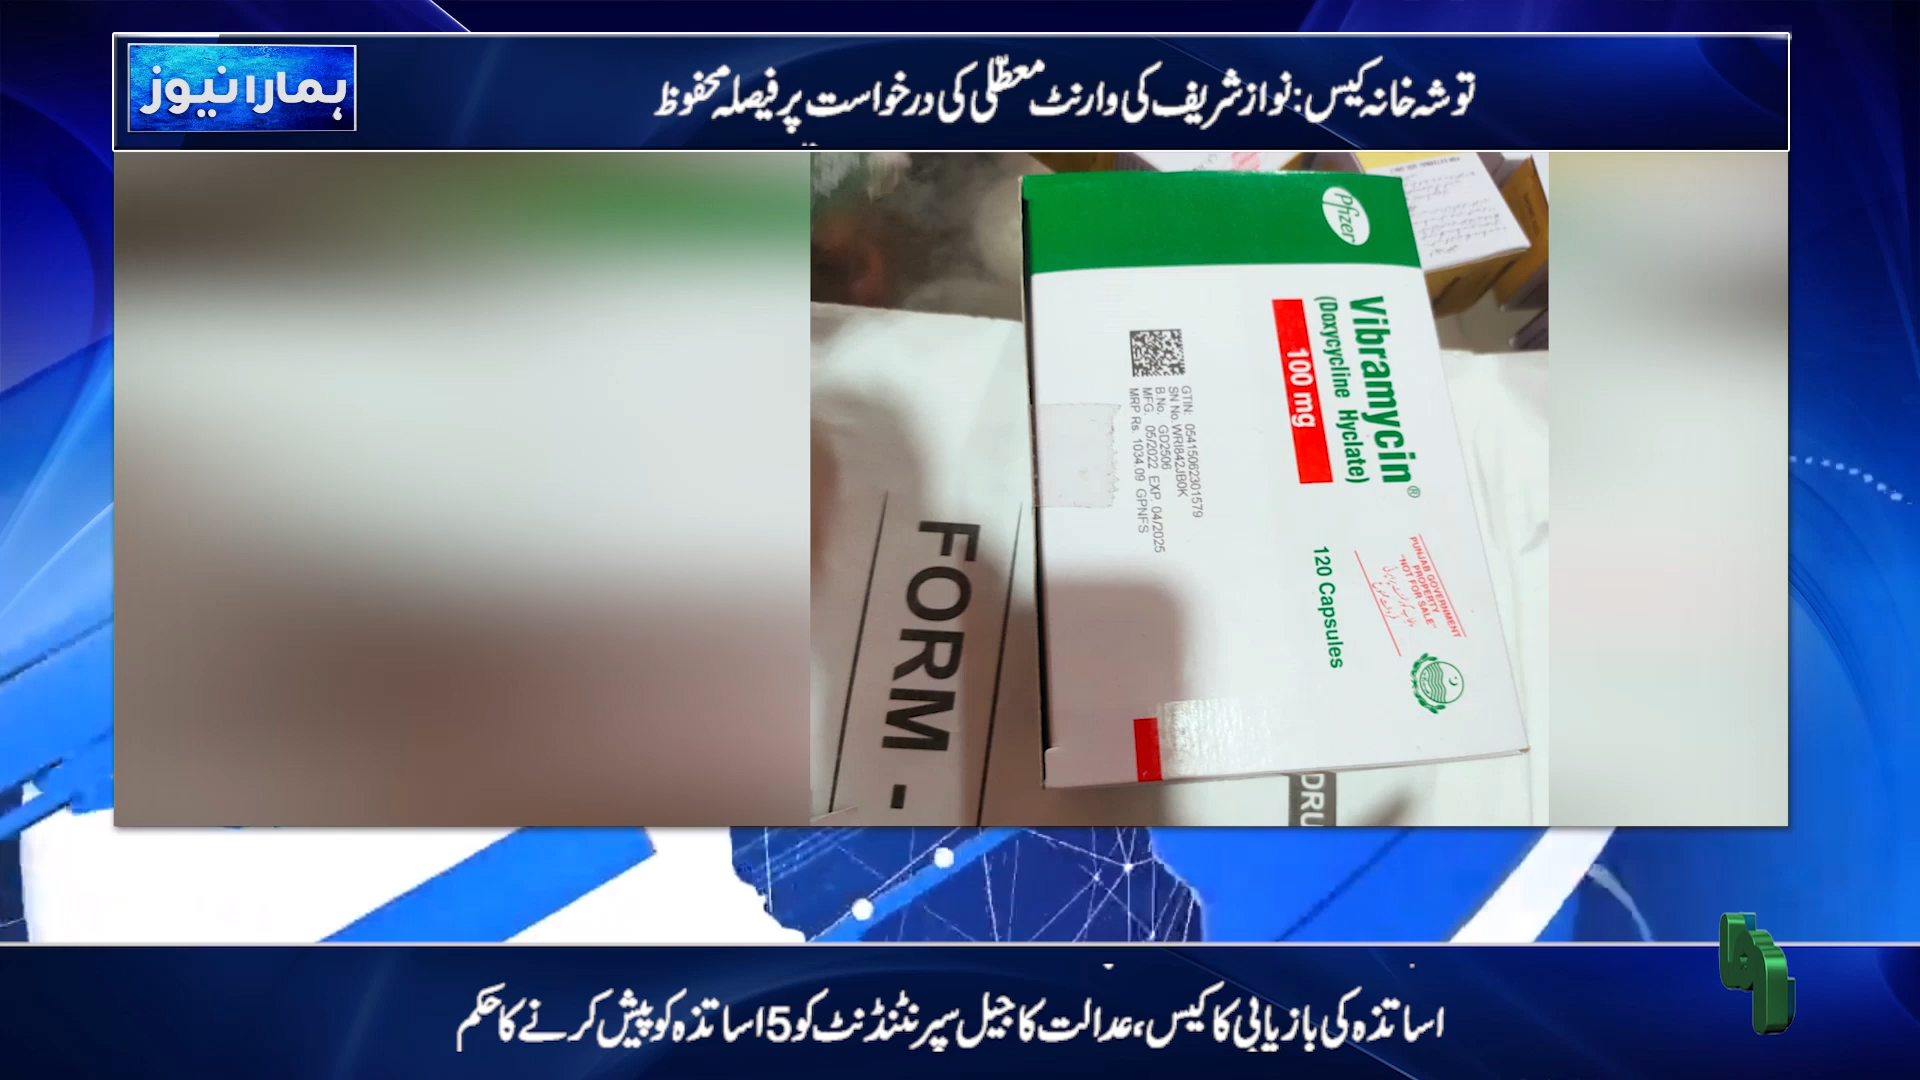 ہمارا نیوز
توشہ خانہ کیس: نواز شریف کی وارنٹ معطلی کی درخواست پر فیصلہ محفوظ
Pfizer
Vibramycin®
(Doxycycline Hyclate)
100 mg
GTIN: 05415062301579
SN No. WRI842JB0K
B.No. GD2506
MFG. 05/2022 EXP. 04/2025
MRP Rs. 1034.09 GPNFS
120 Capsules
PUNJAB GOVERNMENT
PROPERTY
"NOT FOR SALE"
FORM -
DRU
اساتذہ کی بازیابی کا کیس، عدالت کا جیل سپرنٹنڈنٹ کو 5 اساتذہ کو پیش کرنے کا حکم